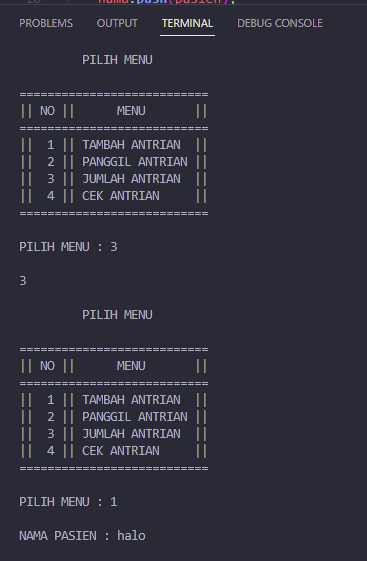 nama.push(pasien);
PROBLEMS OUTPUT TERMINAL DEBUG CONSOLE
PILIH MENU
===========================
|| NO ||      MENU       ||
===========================
||  1 || TAMBAH ANTRIAN  ||
||  2 || PANGGIL ANTRIAN ||
||  3 || JUMLAH ANTRIAN  ||
||  4 || CEK ANTRIAN     ||
===========================
PILIH MENU : 3
3
PILIH MENU
===========================
|| NO ||      MENU       ||
===========================
||  1 || TAMBAH ANTRIAN  ||
||  2 || PANGGIL ANTRIAN ||
||  3 || JUMLAH ANTRIAN  ||
||  4 || CEK ANTRIAN     ||
===========================
PILIH MENU : 1
NAMA PASIEN : halo